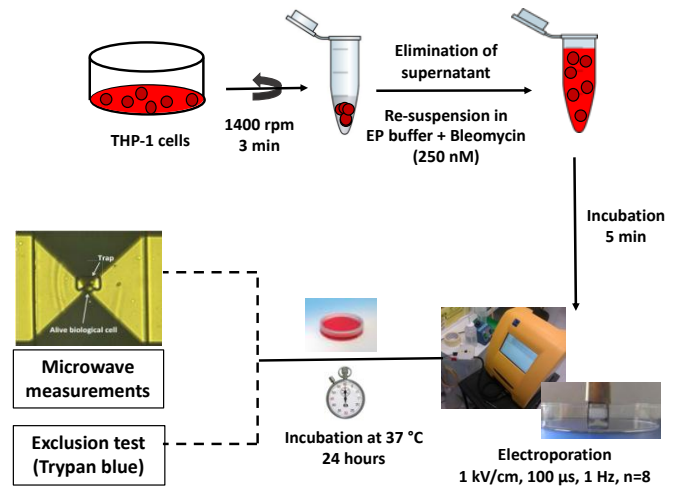 THP-1 cells
1400 rpm
3 min
Elimination of
supernatant
Re-suspension in
EP buffer + Bleomycin
(250 nM)
Incubation
5 min
Trap
Alive biological cell
Microwave
measurements
Exclusion test
(Trypan blue)
Incubation at 37 °C
24 hours
Electroporation
1 kV/cm, 100 µs, 1 Hz, n=8